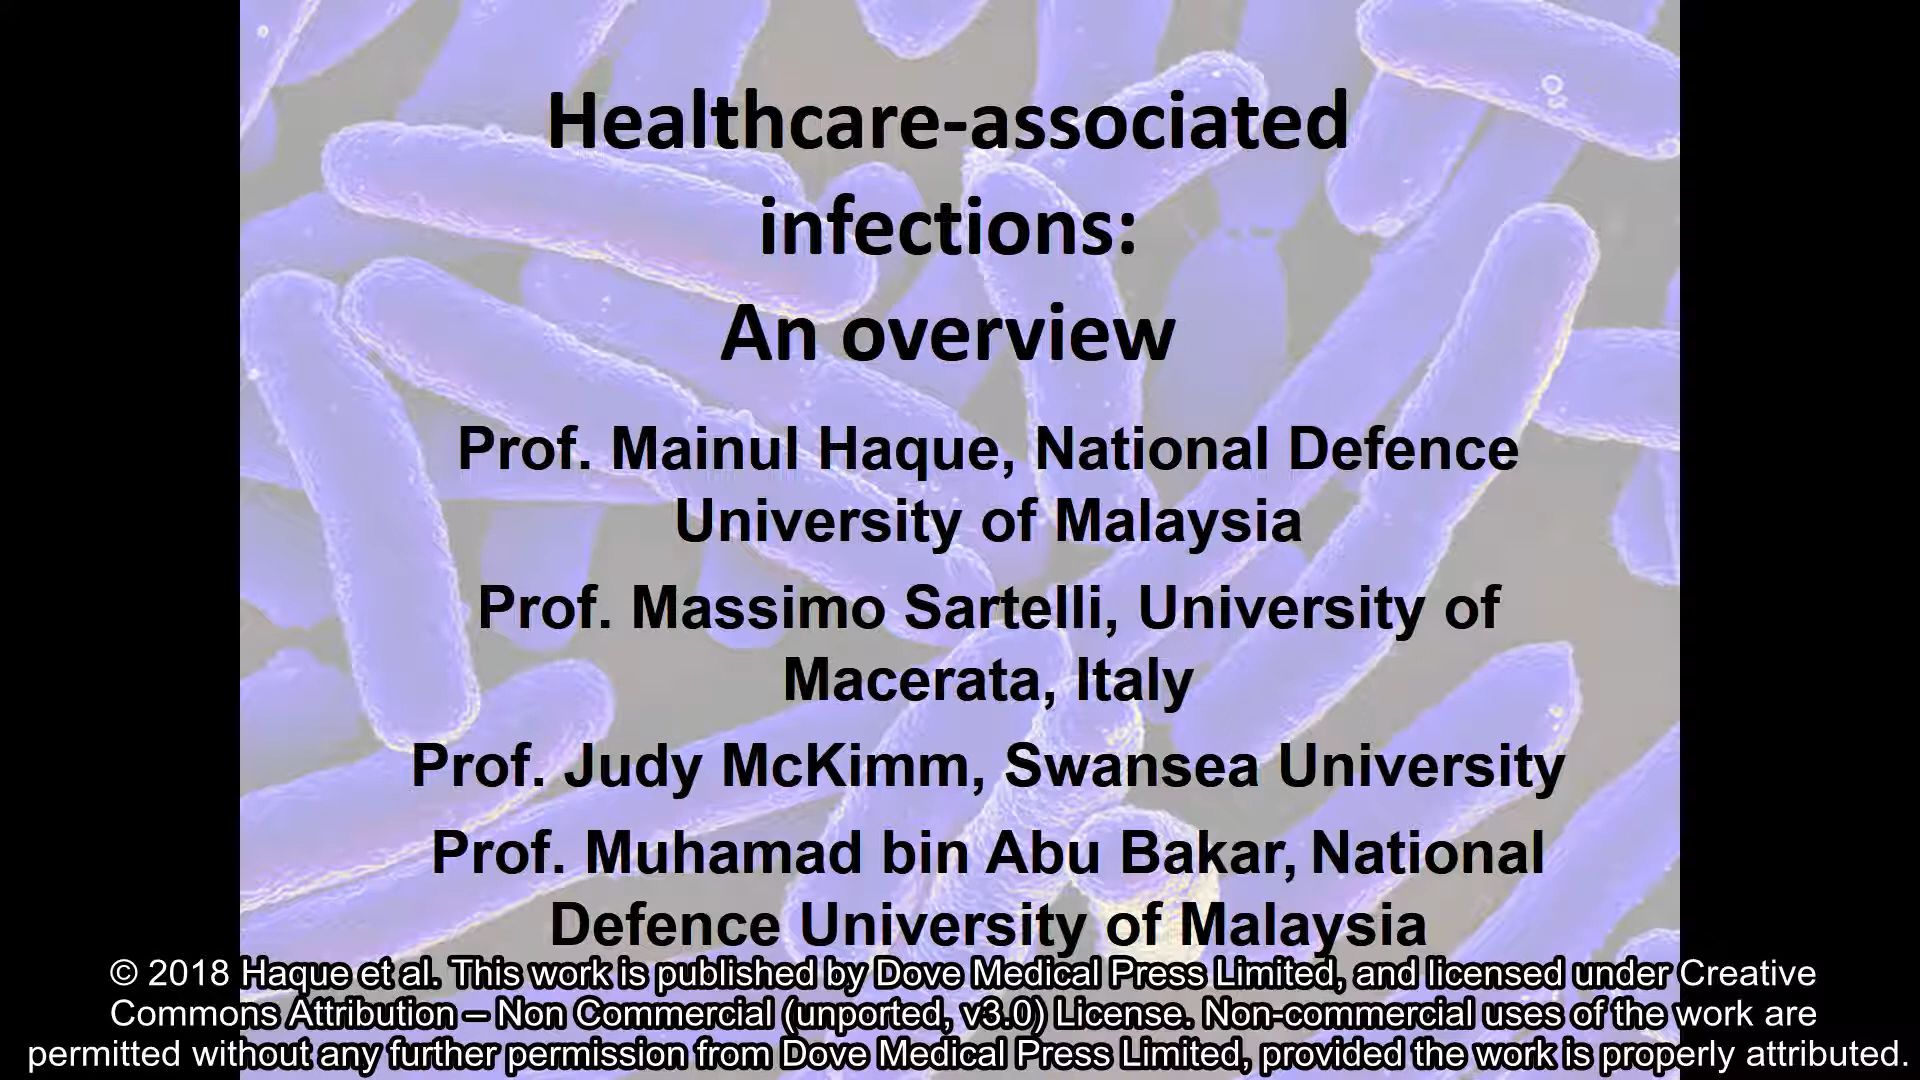 Healthcare-associated
infections:
An overview
Prof. Mainul Haque, National Defence
University of Malaysia
Prof. Massimo Sartelli, University of
Macerata, Italy
Prof. Judy McKimm, Swansea University
Prof. Muhamad bin Abu Bakar, National
Defence University of Malaysia
© 2018 Haque et al. This work is published by Dove Medical Press Limited, and licensed under Creative
Commons Attribution – Non Commercial (unported, v3.0) License. Non-commercial uses of the work are
permitted without any further permission from Dove Medical Press Limited, provided the work is properly attributed.